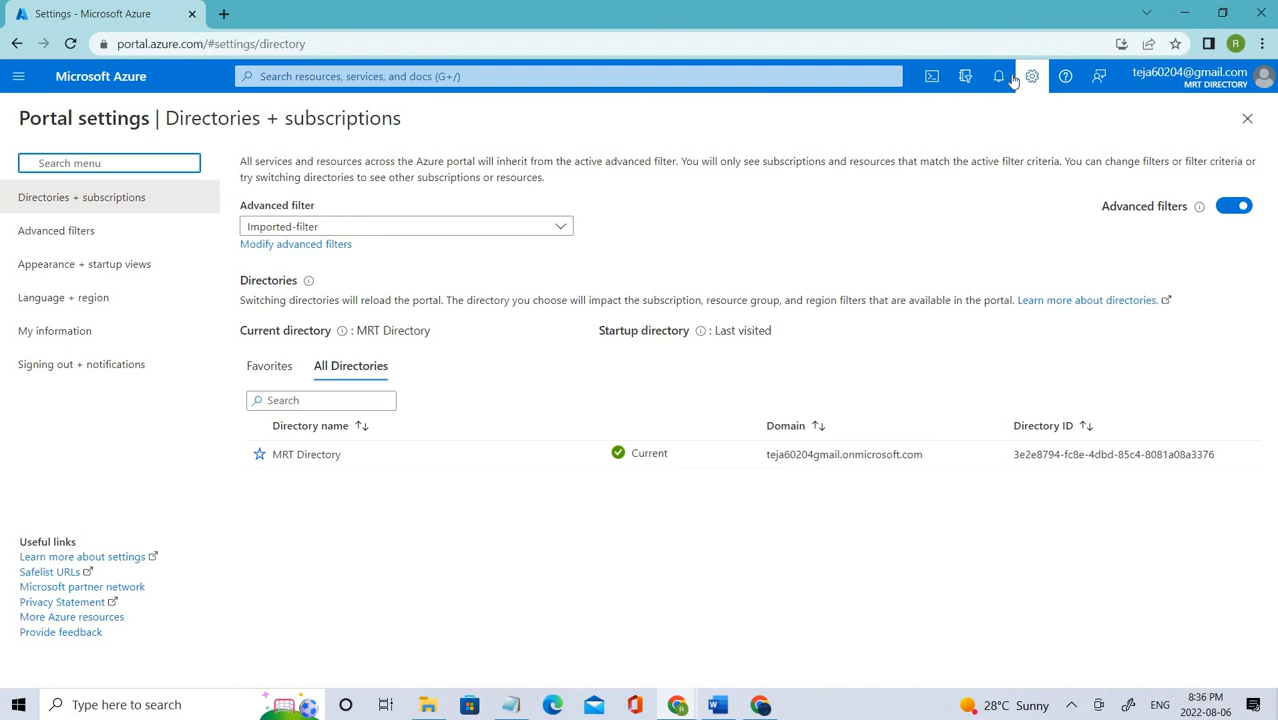 Settings - Microsoft Azure
portal.azure.com/#settings/directory
R
Microsoft Azure
Search resources, services, and docs (G+/)
teja60204@gmail.com
MRT DIRECTORY
Portal settings | Directories + subscriptions
Search menu
Directories + subscriptions
Advanced filters
Appearance + startup views
Language + region
My information
Signing out + notifications
Useful links
Learn more about settings
Safelist URLs
Microsoft partner network
Privacy Statement
More Azure resources
Provide feedback
All services and resources across the Azure portal will inherit from the active advanced filter. You will only see subscriptions and resources that match the active filter criteria. You can change filters or filter criteria or
try switching directories to see other subscriptions or resources.
Advanced filter
Advanced filters
Imported-filter
Modify advanced filters
Directories
Switching directories will reload the portal. The directory you choose will impact the subscription, resource group, and region filters that are available in the portal. Learn more about directories.
Current directory : MRT Directory
Startup directory : Last visited
Favorites
All Directories
Search
Directory name
Domain
Directory ID
MRT Directory
Current
teja60204gmail.onmicrosoft.com
3e2e8794-fc8e-4dbd-85c4-8081a08a3376
Type here to search
28°C Sunny
ENG
8:36 PM
2022-08-06